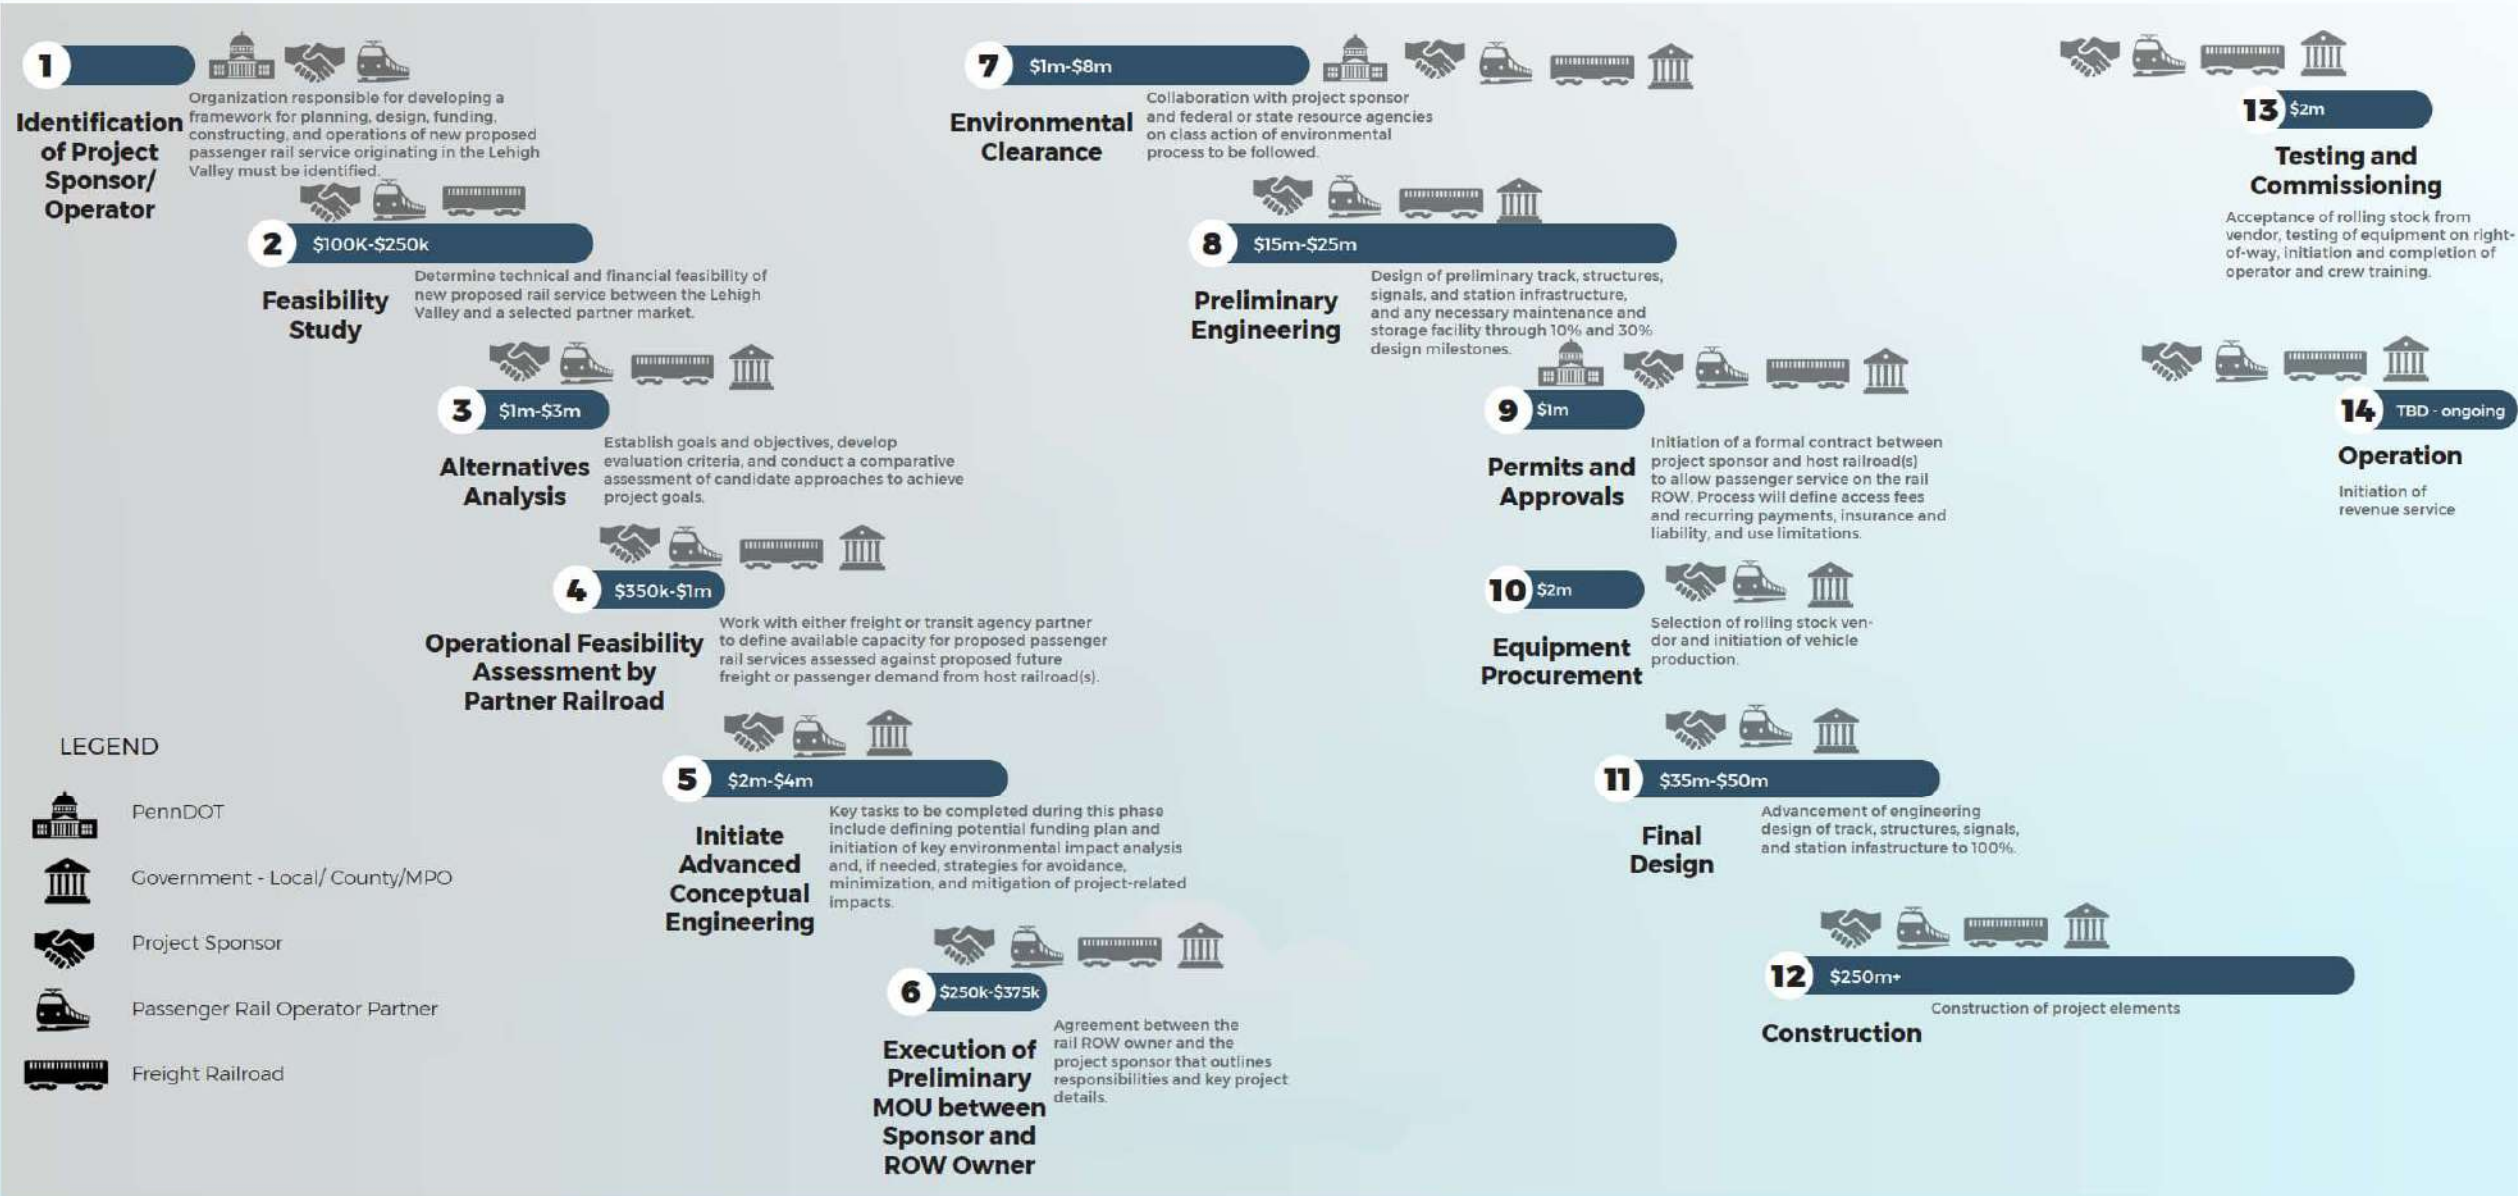 1
Identification
of Project
Sponsor/
Operator
Organization responsible for developing a
framework for planning, design, funding,
constructing, and operations of new proposed
passenger rail service originating in the Lehigh
Valley must be identified.
2
$100K-$250k
Feasibility
Study
Determine technical and financial feasibility of
new proposed rail service between the Lehigh
Valley and a selected partner market.
3
$1m-$3m
Alternatives
Analysis
Establish goals and objectives, develop
evaluation criteria, and conduct a comparative
assessment of candidate approaches to achieve
project goals.
4
$350k-$1m
Operational Feasibility
Assessment by
Partner Railroad
Work with either freight or transit agency partner
to define available capacity for proposed passenger
rail services assessed against proposed future
freight or passenger demand from host railroad(s).
5
$2m-$4m
Initiate
Advanced
Conceptual
Engineering
Key tasks to be completed during this phase
include defining potential funding plan and
initiation of key environmental impact analysis
and, if needed, strategies for avoidance,
minimization, and mitigation of project-related
impacts.
6
$250k-$375k
Execution of
Preliminary
MOU between
Sponsor and
ROW Owner
Agreement between the
rail ROW owner and the
project sponsor that outlines
responsibilities and key project
details.
7
$1m-$8m
Environmental
Clearance
Collaboration with project sponsor
and federal or state resource agencies
on class action of environmental
process to be followed.
8
$15m-$25m
Preliminary
Engineering
Design of preliminary track, structures,
signals, and station infrastructure,
and any necessary maintenance and
storage facility through 10% and 30%
design milestones.
9
$1m
Permits and
Approvals
Initiation of a formal contract between
project sponsor and host railroad(s)
to allow passenger service on the rail
ROW. Process will define access fees
and recurring payments, insurance and
liability, and use limitations.
10
$2m
Equipment
Procurement
Selection of rolling stock ven-
dor and initiation of vehicle
production.
11
$35m-$50m
Final
Design
Advancement of engineering
design of track, structures, signals,
and station infastructure to 100%.
12
$250m+
Construction
Construction of project elements
13
$2m
Testing and
Commissioning
Acceptance of rolling stock from
vendor, testing of equipment on right-
of-way, initiation and completion of
operator and crew training.
14
TBD - ongoing
Operation
Initiation of
revenue service
LEGEND
PennDOT
Government - Local/ County/MPO
Project Sponsor
Passenger Rail Operator Partner
Freight Railroad